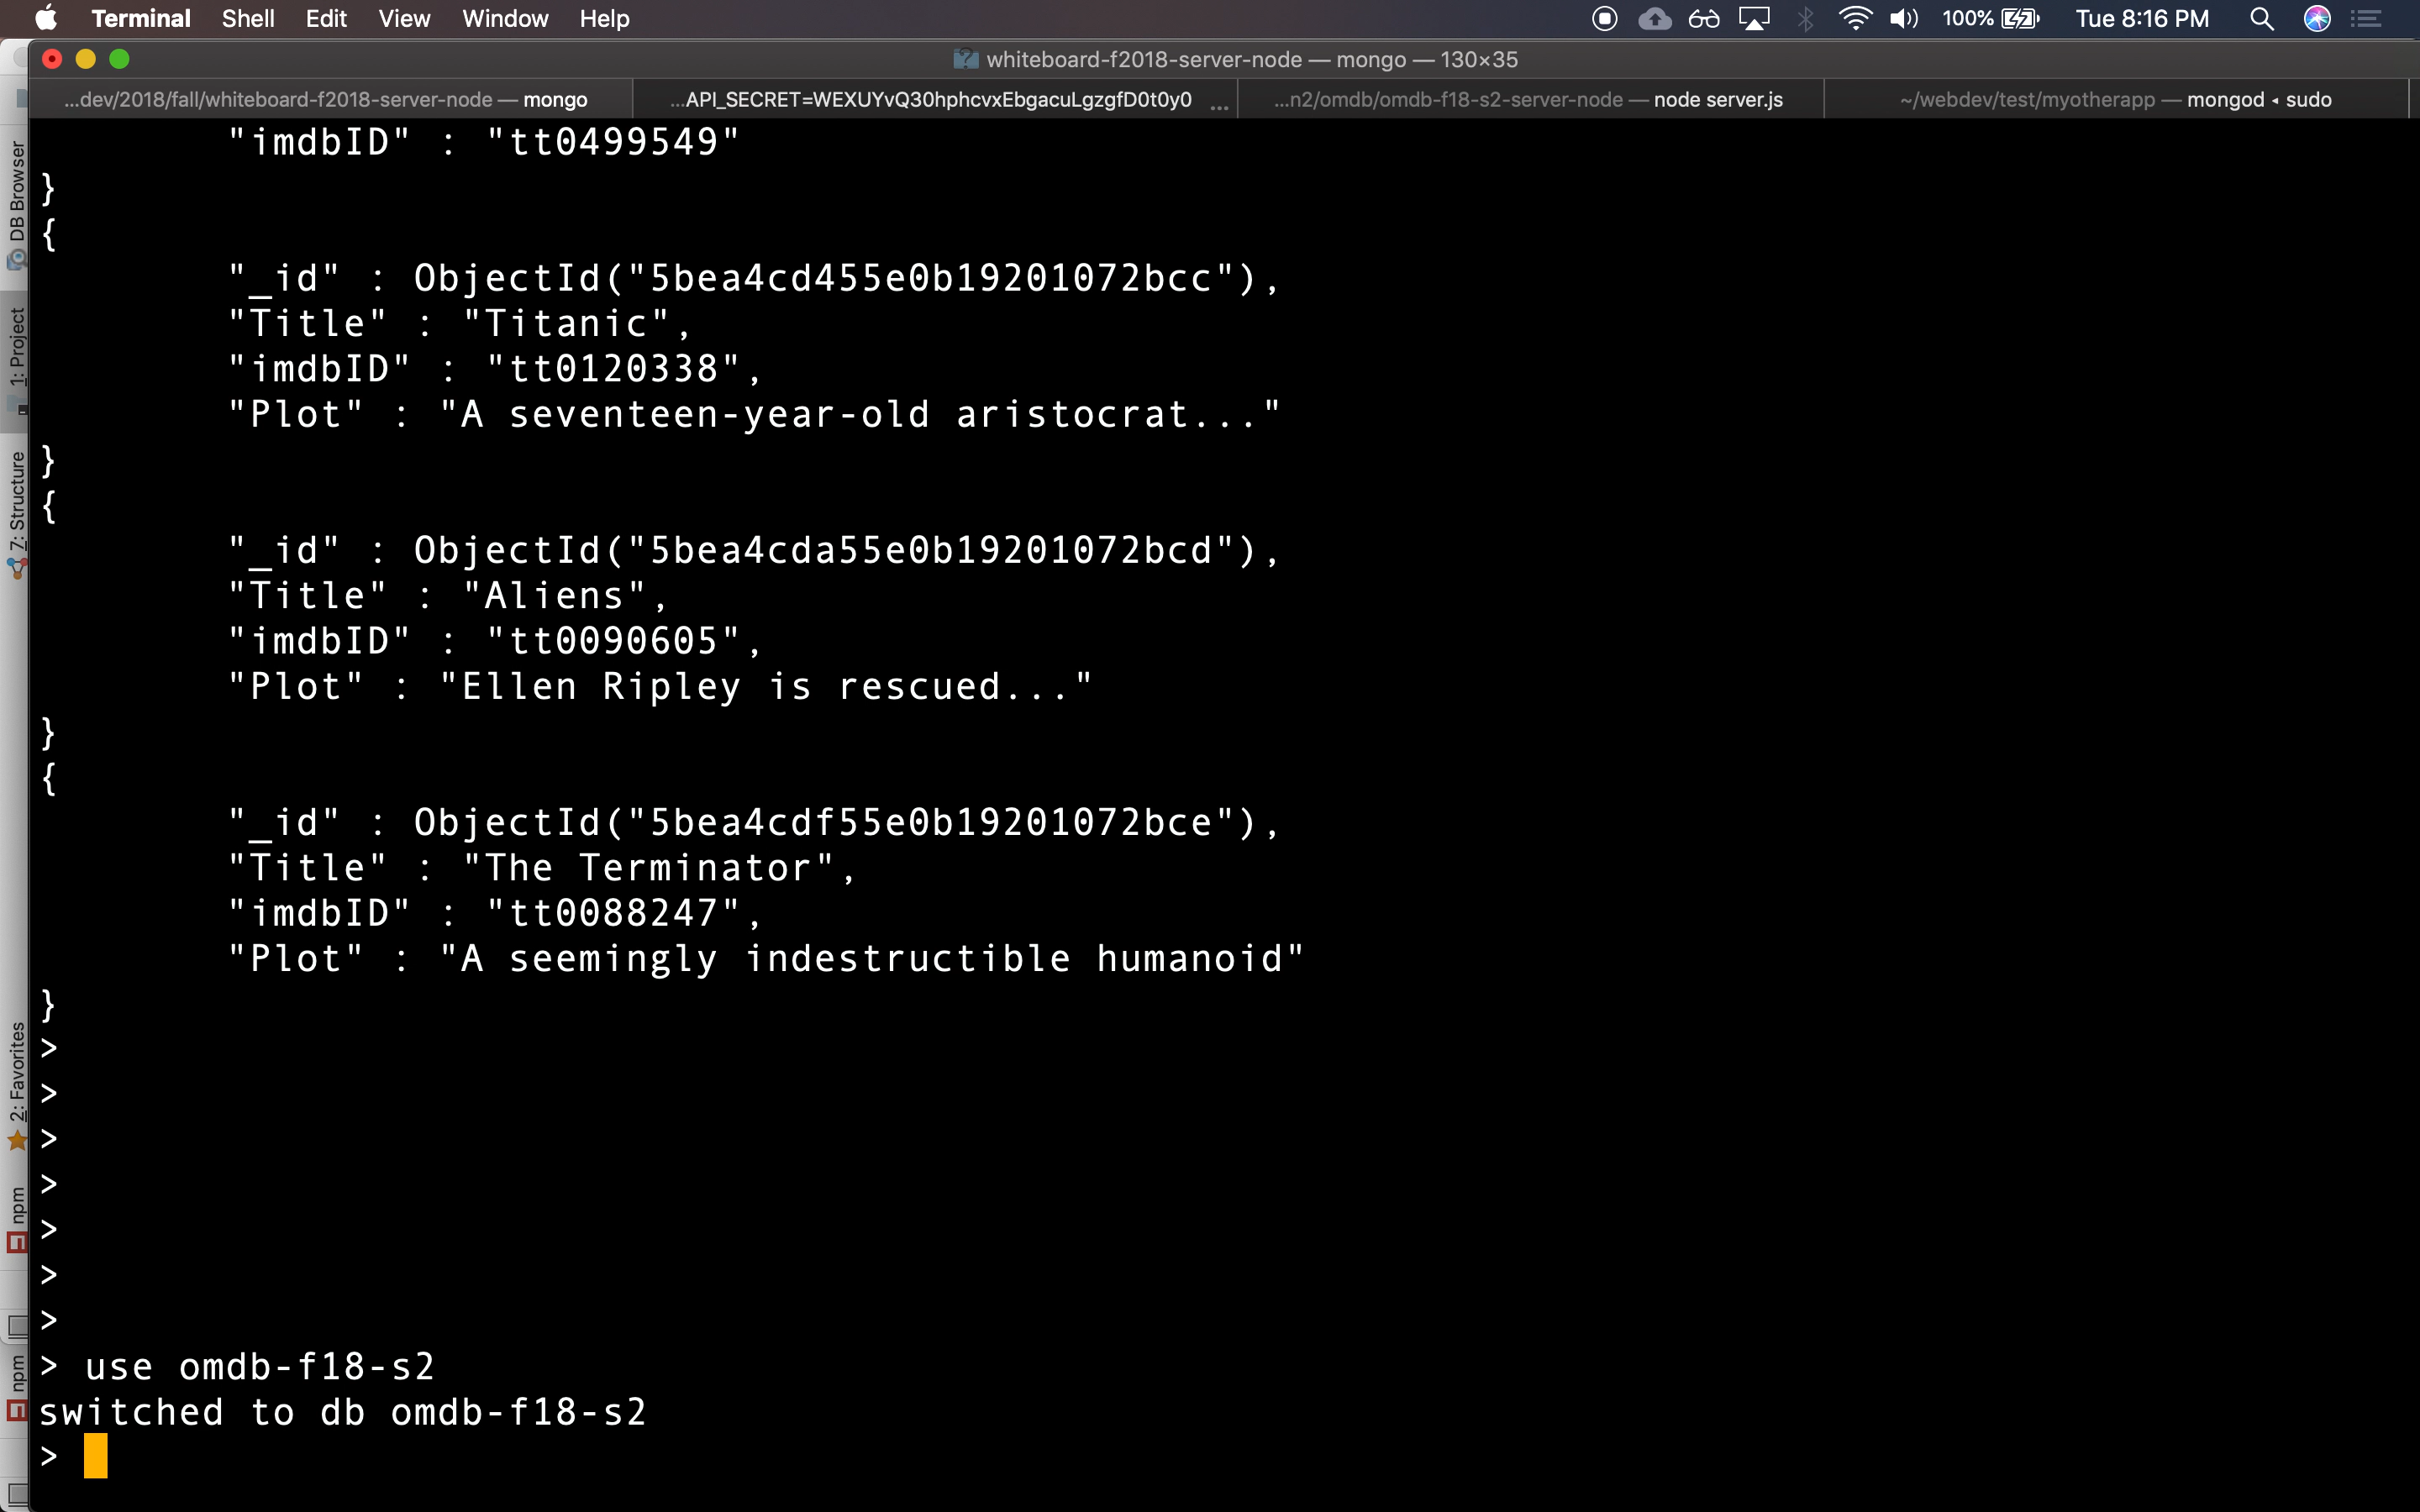 Terminal Shell Edit View Window Help 100% Tue 8:16 PM
whiteboard-f2018-server-node — mongo — 130×35
...dev/2018/fall/whiteboard-f2018-server-node — mongo
...API_SECRET=WEXUYvQ30hphcvxEbgacuLgzgfD0t0y0 ...
...n2/omdb/omdb-f18-s2-server-node — node server.js
~/webdev/test/myotherapp — mongod ◂ sudo
DB Browser
1: Project
7: Structure
2: Favorites
npm
npm
"imdbID" : "tt0499549"
}
{
"_id" : ObjectId("5bea4cd455e0b19201072bcc"),
"Title" : "Titanic",
"imdbID" : "tt0120338",
"Plot" : "A seventeen-year-old aristocrat..."
}
{
"_id" : ObjectId("5bea4cda55e0b19201072bcd"),
"Title" : "Aliens",
"imdbID" : "tt0090605",
"Plot" : "Ellen Ripley is rescued..."
}
{
"_id" : ObjectId("5bea4cdf55e0b19201072bce"),
"Title" : "The Terminator",
"imdbID" : "tt0088247",
"Plot" : "A seemingly indestructible humanoid"
}
>
>
>
>
>
>
>
> use omdb-f18-s2
switched to db omdb-f18-s2
>